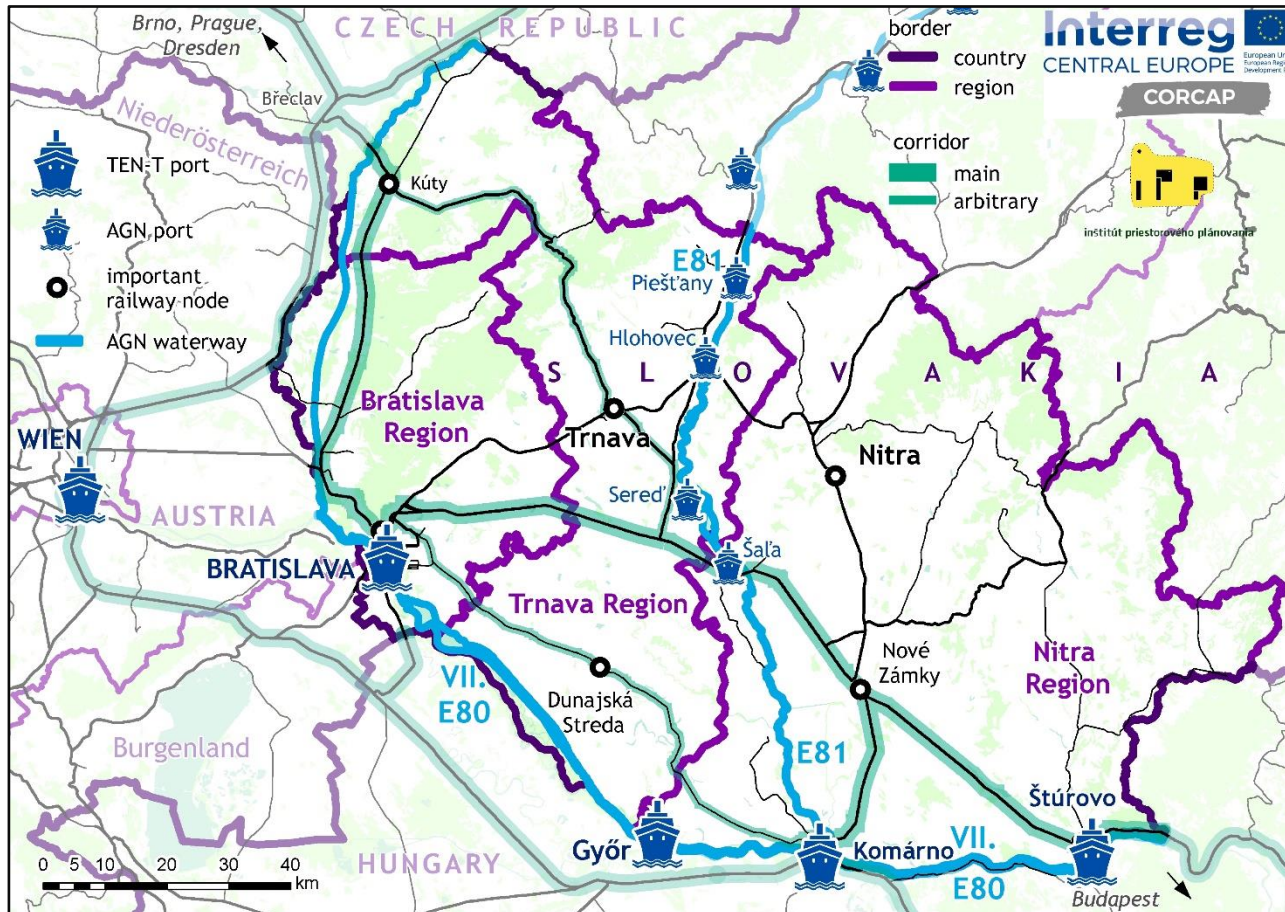 CZECH REPUBLIC
Brno, Prague,
Dresden
Břeclav
Niederösterreich
border
country
region
corridor
main
arbitrary
Interreg
CENTRAL EUROPE
CORCAP
inštitút priestorového plánovania
TEN-T port
AGN port
important
railway node
AGN waterway
Kúty
E81
Piešťany
Hlohovec
SLOVAKIA
Bratislava
Region
Trnava
Nitra
WIEN
Sereď
AUSTRIA
BRATISLAVA
Šaľa
Trnava Region
VII.
E80
Dunajská
Streda
Nové
Zámky
Nitra
Region
Burgenland
E81
Štúrovo
Győr
Komárno
VII.
E80
HUNGARY
Budapest
0 5 10 20 30 40
km